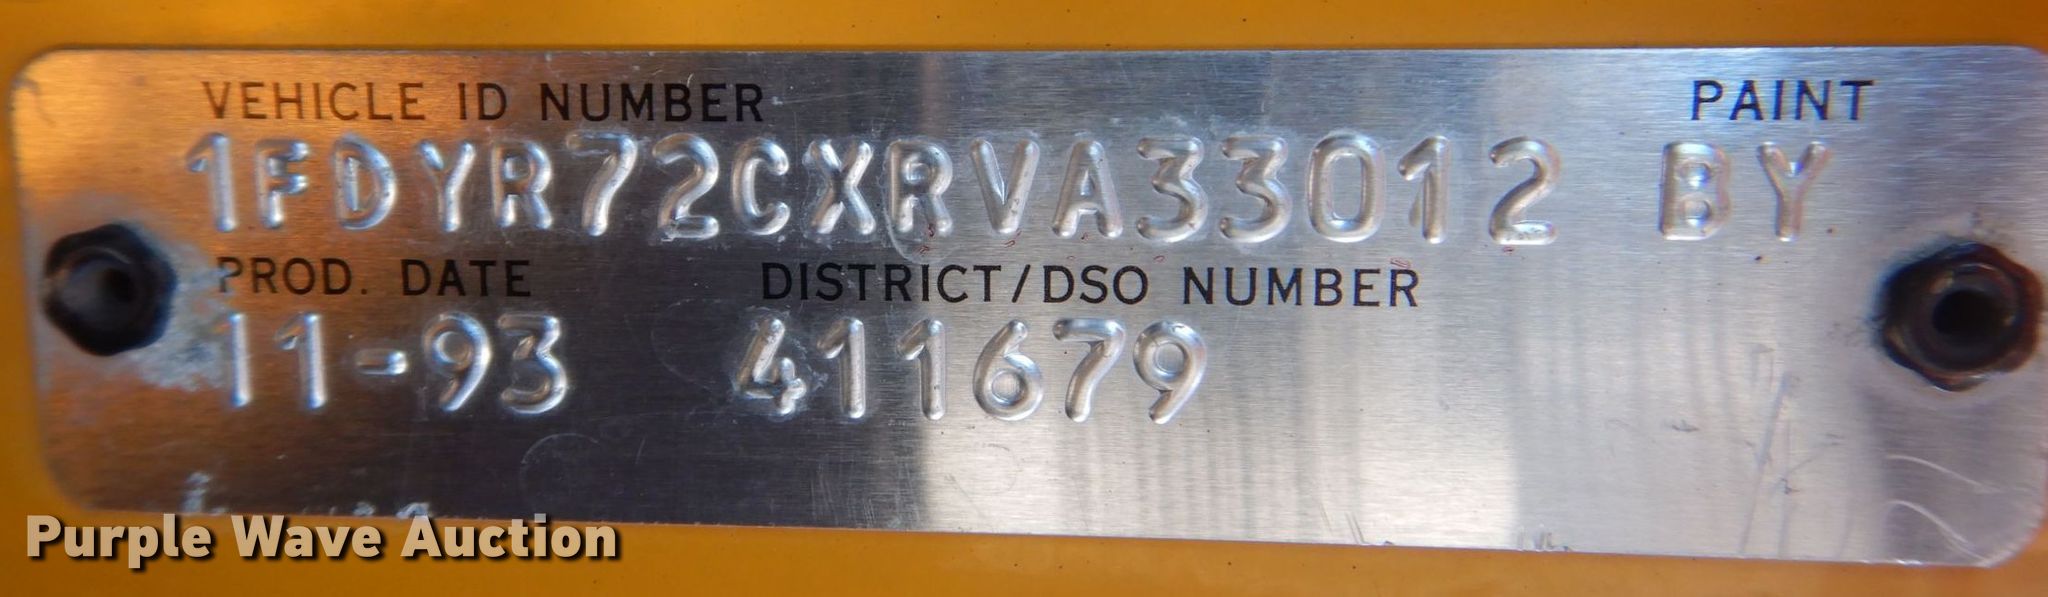 VEHICLE ID NUMBER PAINT
1FDYR72CXRVA33012 BY
PROD. DATE DISTRICT/DSO NUMBER
11-93 411679
Purple Wave Auction